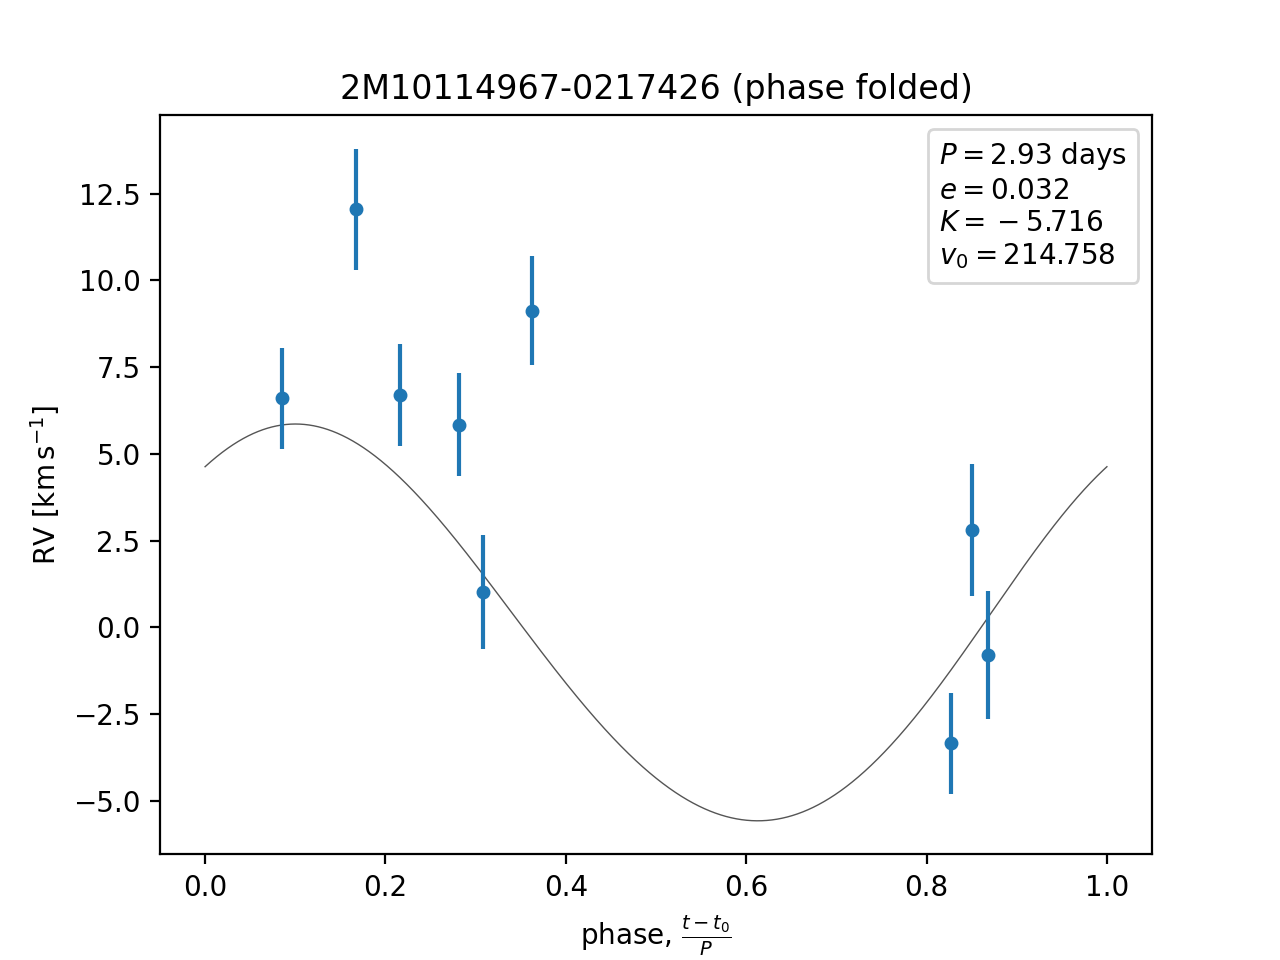 2M10114967-0217426 (phase folded)
P = 2.93 days
e = 0.032
K = −5.716
v₀ = 214.758
12.5
10.0
7.5
5.0
2.5
0.0
−2.5
−5.0
RV [km s⁻¹]
0.0 0.2 0.4 0.6 0.8 1.0
phase, (t − t₀)/P